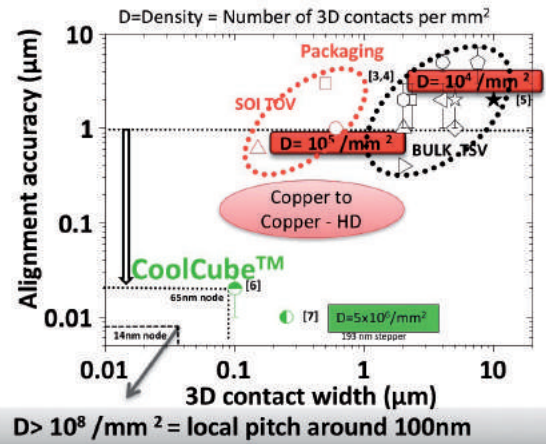 D=Density = Number of 3D contacts per mm²
Alignment accuracy (µm)
10
1
0.1
0.01
Packaging
[3,4]
D= 10⁴/mm ²
SOI TOV
[5]
D= 10⁵/mm ²
BULK TSV
Copper to
Copper - HD
CoolCube™
[6]
65nm node
[7]
D=5x10⁶/mm²
14nm node
193 nm stepper
0.01
0.1
1
10
3D contact width (µm)
D> 10⁸ /mm ² = local pitch around 100nm